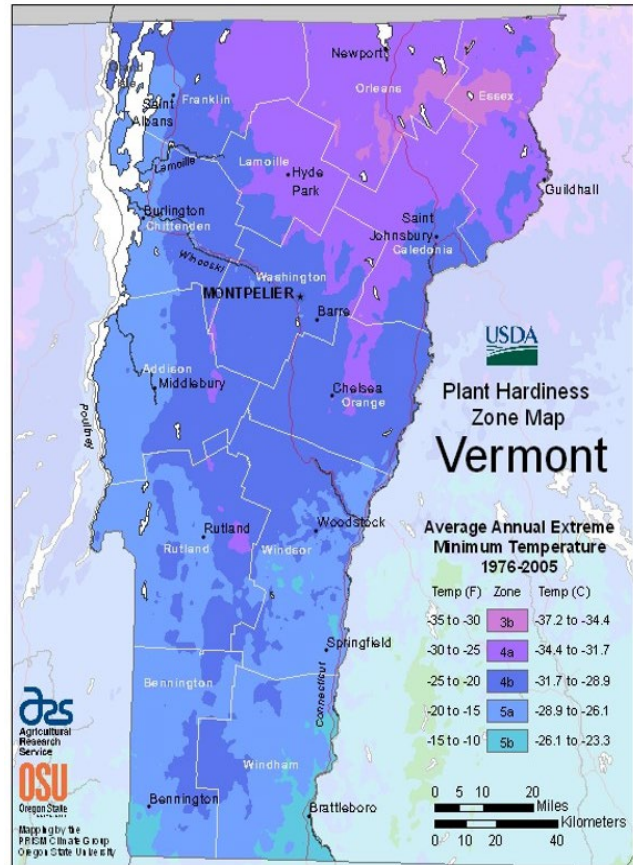 Newport
Orleans
Essex
Grand
Isle
Saint
Albans
Franklin
Lamoille
Lamoille
Hyde
Park
Guildhall
Burlington
Chittenden
Saint
Johnsbury
Caledonia
Winooski
Washington
MONTPELIER
Barre
Addison
Middlebury
Chelsea
Orange
Poultney
Rutland
Rutland
Windsor
Woodstock
Springfield
Bennington
Connecticut
Windham
Bennington
Brattleboro
USDA
Plant Hardiness
Zone Map
Vermont
Average Annual Extreme
Minimum Temperature
1976-2005
Temp (F) Zone Temp (C)
-35 to -30 3b -37.2 to -34.4
-30 to -25 4a -34.4 to -31.7
-25 to -20 4b -31.7 to -28.9
-20 to -15 5a -28.9 to -26.1
-15 to -10 5b -26.1 to -23.3
0 5 10 20
Miles
Kilometers
0 10 20 40
ars
Agricultural
Research
Service
OSU
Oregon State
Mapping by the
PRISM Climate Group
Oregon State University